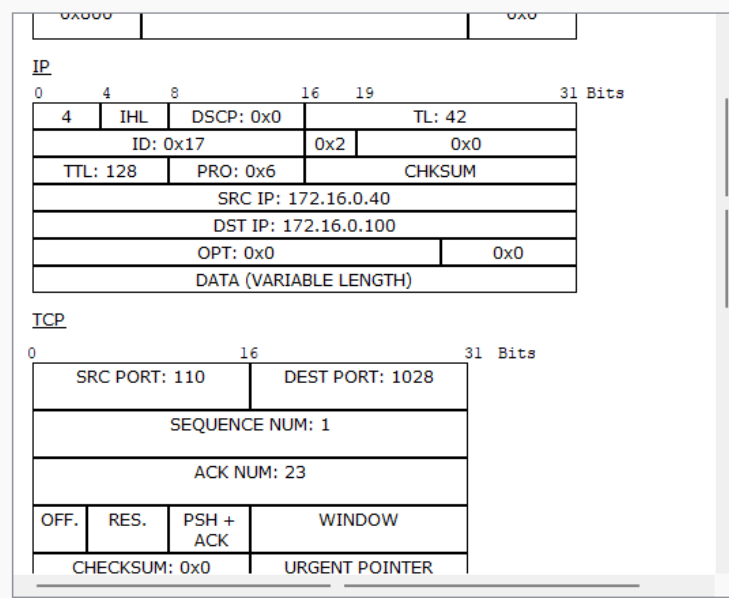 0x800 0x0
IP
0 4 8 16 19 31 Bits
4 IHL DSCP: 0x0 TL: 42
ID: 0x17 0x2 0x0
TTL: 128 PRO: 0x6 CHKSUM
SRC IP: 172.16.0.40
DST IP: 172.16.0.100
OPT: 0x0 0x0
DATA (VARIABLE LENGTH)
TCP
0 16 31 Bits
SRC PORT: 110 DEST PORT: 1028
SEQUENCE NUM: 1
ACK NUM: 23
OFF. RES. PSH + WINDOW
ACK
CHECKSUM: 0x0 URGENT POINTER